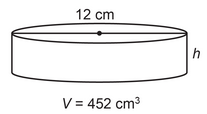 12 cm
h
V = 452 cm³